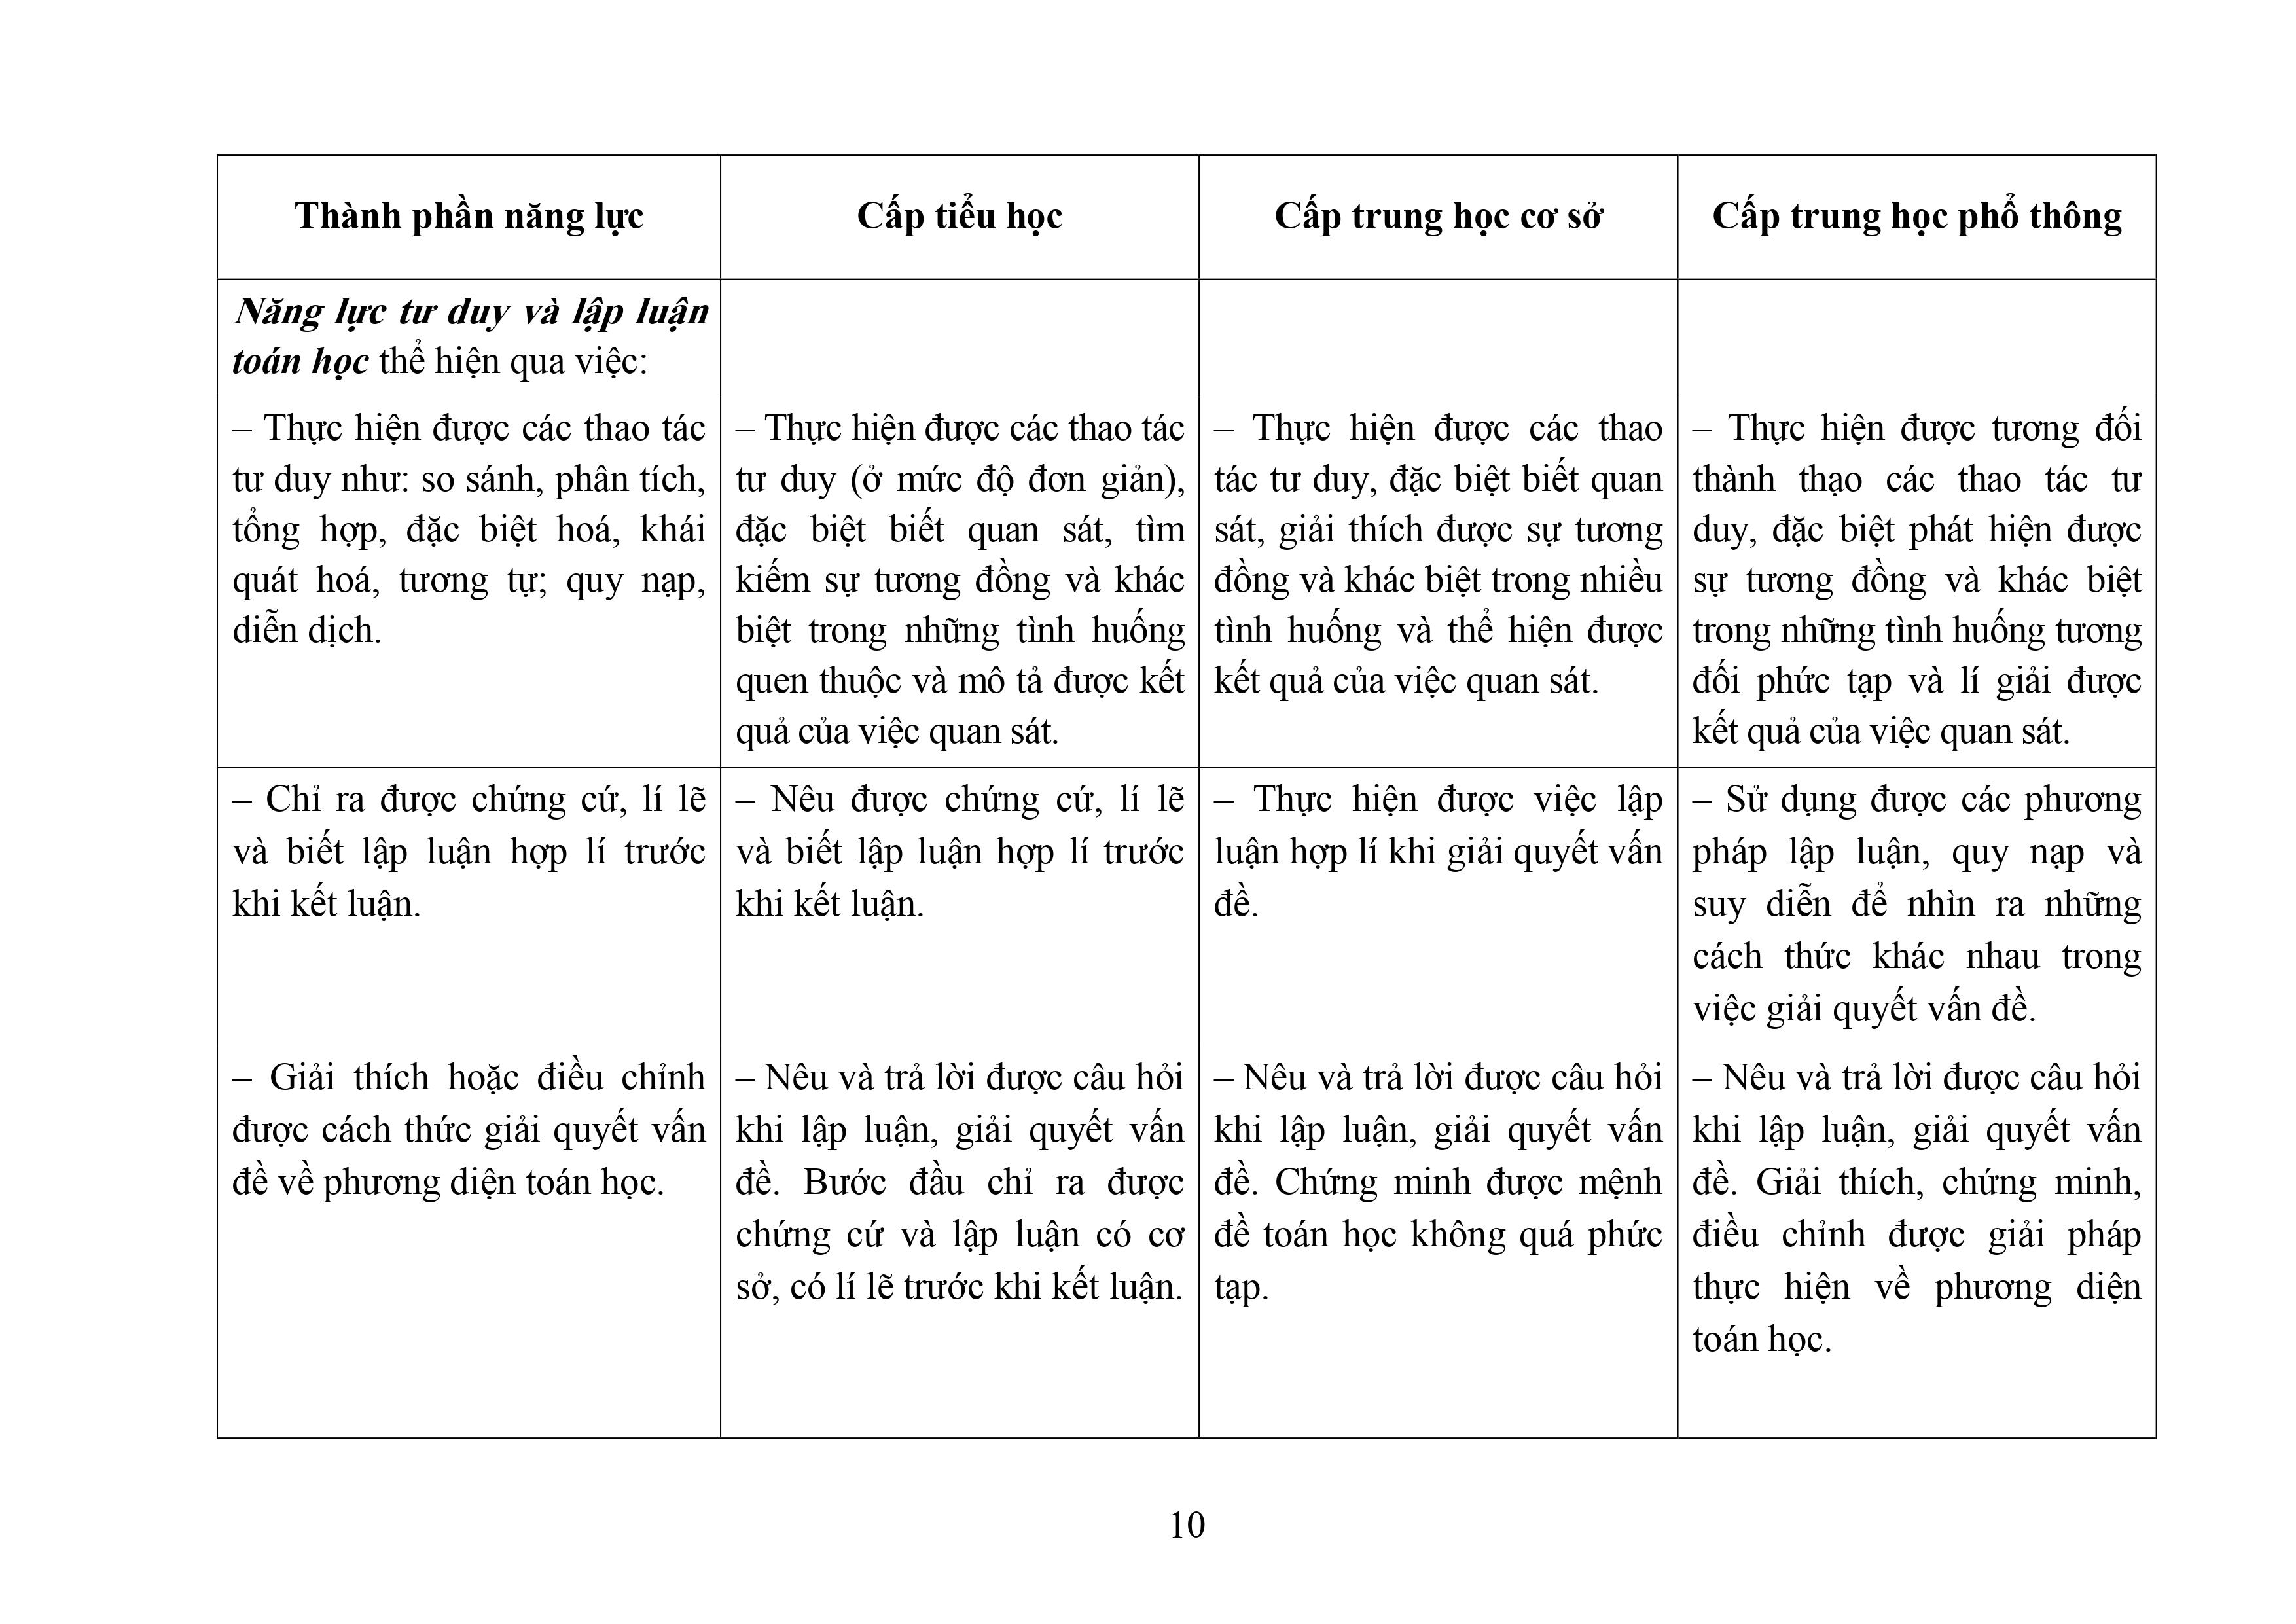 Thành phần năng lực
Cấp tiểu học
Cấp trung học cơ sở
Cấp trung học phổ thông
Năng lực tư duy và lập luận
toán học thể hiện qua việc:
– Thực hiện được các thao tác
tư duy như: so sánh, phân tích,
tổng hợp, đặc biệt hoá, khái
quát hoá, tương tự; quy nạp,
diễn dịch.
– Thực hiện được các thao tác
tư duy (ở mức độ đơn giản),
đặc biệt biết quan sát, tìm
kiếm sự tương đồng và khác
biệt trong những tình huống
quen thuộc và mô tả được kết
quả của việc quan sát.
– Thực hiện được các thao
tác tư duy, đặc biệt biết quan
sát, giải thích được sự tương
đồng và khác biệt trong nhiều
tình huống và thể hiện được
kết quả của việc quan sát.
– Thực hiện được tương đối
thành thạo các thao tác tư
duy, đặc biệt phát hiện được
sự tương đồng và khác biệt
trong những tình huống tương
đối phức tạp và lí giải được
kết quả của việc quan sát.
– Chỉ ra được chứng cứ, lí lẽ
và biết lập luận hợp lí trước
khi kết luận.
– Nêu được chứng cứ, lí lẽ
và biết lập luận hợp lí trước
khi kết luận.
– Thực hiện được việc lập
luận hợp lí khi giải quyết vấn
đề.
– Sử dụng được các phương
pháp lập luận, quy nạp và
suy diễn để nhìn ra những
cách thức khác nhau trong
việc giải quyết vấn đề.
– Giải thích hoặc điều chỉnh
được cách thức giải quyết vấn
đề về phương diện toán học.
– Nêu và trả lời được câu hỏi
khi lập luận, giải quyết vấn
đề. Bước đầu chỉ ra được
chứng cứ và lập luận có cơ
sở, có lí lẽ trước khi kết luận.
– Nêu và trả lời được câu hỏi
khi lập luận, giải quyết vấn
đề. Chứng minh được mệnh
đề toán học không quá phức
tạp.
– Nêu và trả lời được câu hỏi
khi lập luận, giải quyết vấn
đề. Giải thích, chứng minh,
điều chỉnh được giải pháp
thực hiện về phương diện
toán học.
10